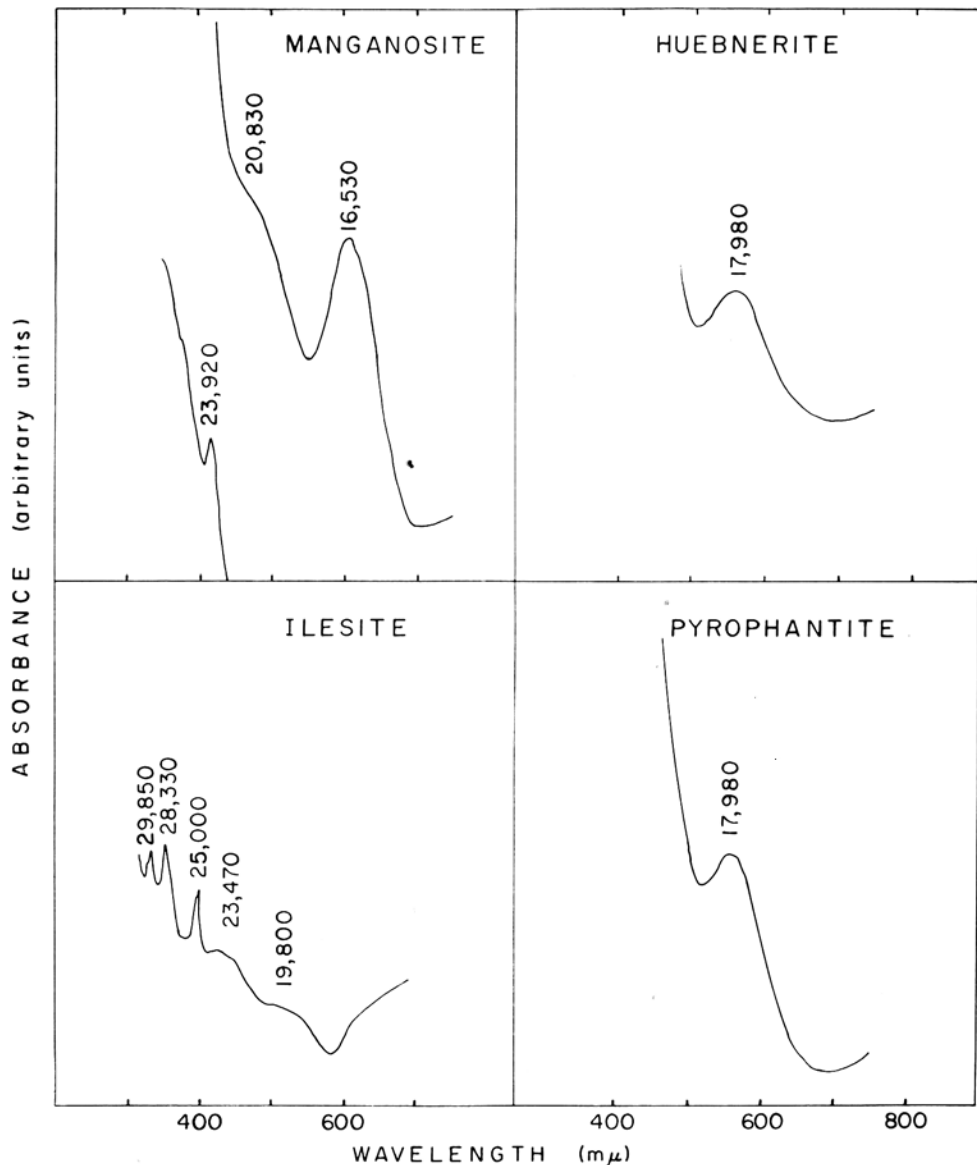 MANGANOSITE
20,830
16,530
23,920
HUEBNERITE
17,980
ABSORBANCE (arbitrary units)
ILESITE
29,850
28,330
25,000
23,470
19,800
PYROPHANTITE
17,980
400 600
400 600 800
WAVELENGTH (mμ)